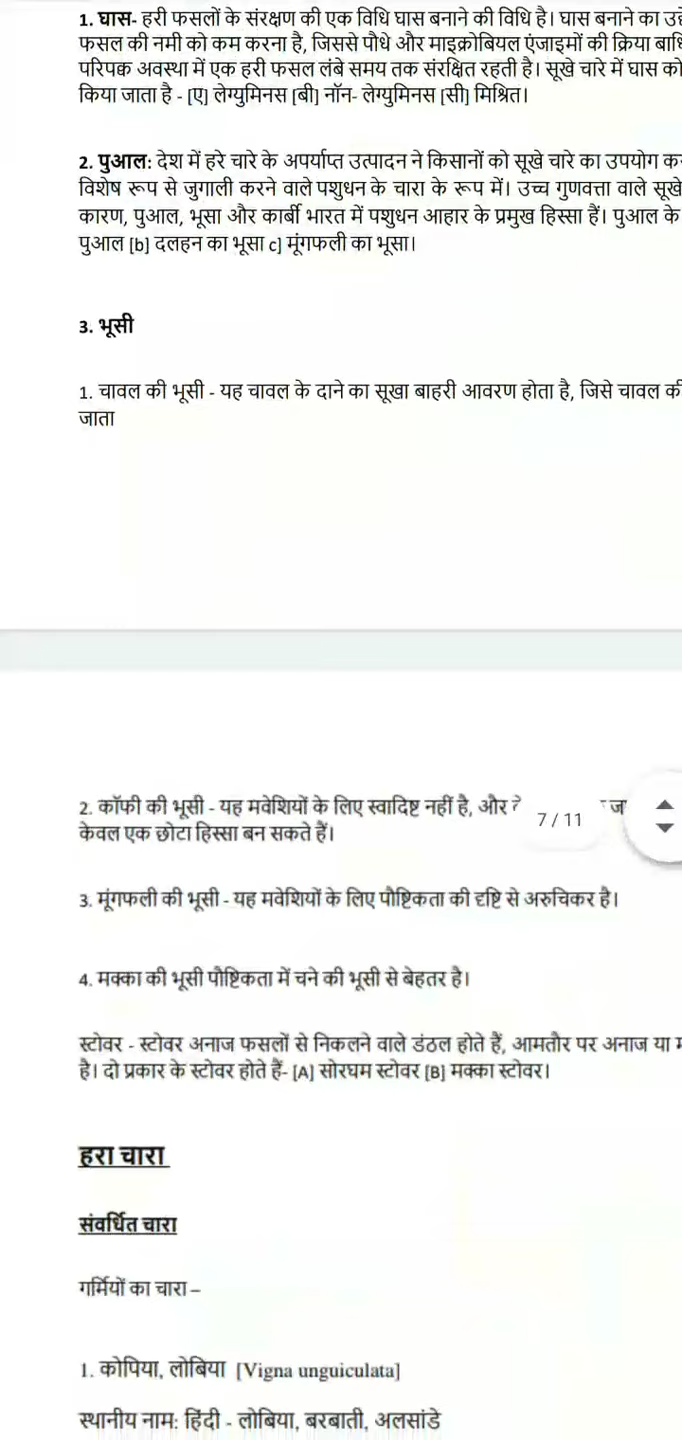 1. घास- हरी फसलों के संरक्षण की एक विधि घास बनाने की विधि है। घास बनाने का
फसल की नमी को कम करना है, जिससे पौधे और माइक्रोबियल एंजाइमों की क्रिया
परिपक्व अवस्था में एक हरी फसल लंबे समय तक संरक्षित रहती है। सूखे चारे में घास को
किया जाता है - [ए] लेग्युमिनस [बी] नॉन- लेग्युमिनस [सी] मिश्रित।
2. पुआल: देश में हरे चारे के अपर्याप्त उत्पादन ने किसानों को सूखे चारे का उपयोग
विशेष रूप से जुगाली करने वाले पशुधन के चारा के रूप में। उच्च गुणवत्ता वाले सूखे
कारण, पुआल, भूसा और कार्बी भारत में पशुधन आहार के प्रमुख हिस्सा हैं। पुआल के
पुआल [b] दलहन का भूसा c] मूंगफली का भूसा।
3. भूसी
1. चावल की भूसी - यह चावल के दाने का सूखा बाहरी आवरण होता है, जिसे चावल की
जाता
2. कॉफी की भूसी - यह मवेशियों के लिए स्वादिष्ट नहीं है, और
7 / 11
केवल एक छोटा हिस्सा बन सकते हैं।
3. मूंगफली की भूसी - यह मवेशियों के लिए पौष्टिकता की दृष्टि से अरुचिकर है।
4. मक्का की भूसी पौष्टिकता में चने की भूसी से बेहतर है।
स्टोवर - स्टोवर अनाज फसलों से निकलने वाले डंठल होते हैं, आमतौर पर अनाज या
है। दो प्रकार के स्टोवर होते हैं- [A] सोरघम स्टोवर [B] मक्का स्टोवर।
हरा चारा
संवर्धित चारा
गर्मियों का चारा –
1. कोपिया, लोबिया [Vigna unguiculata]
स्थानीय नाम: हिंदी - लोबिया, बरबाती, अलसांडे